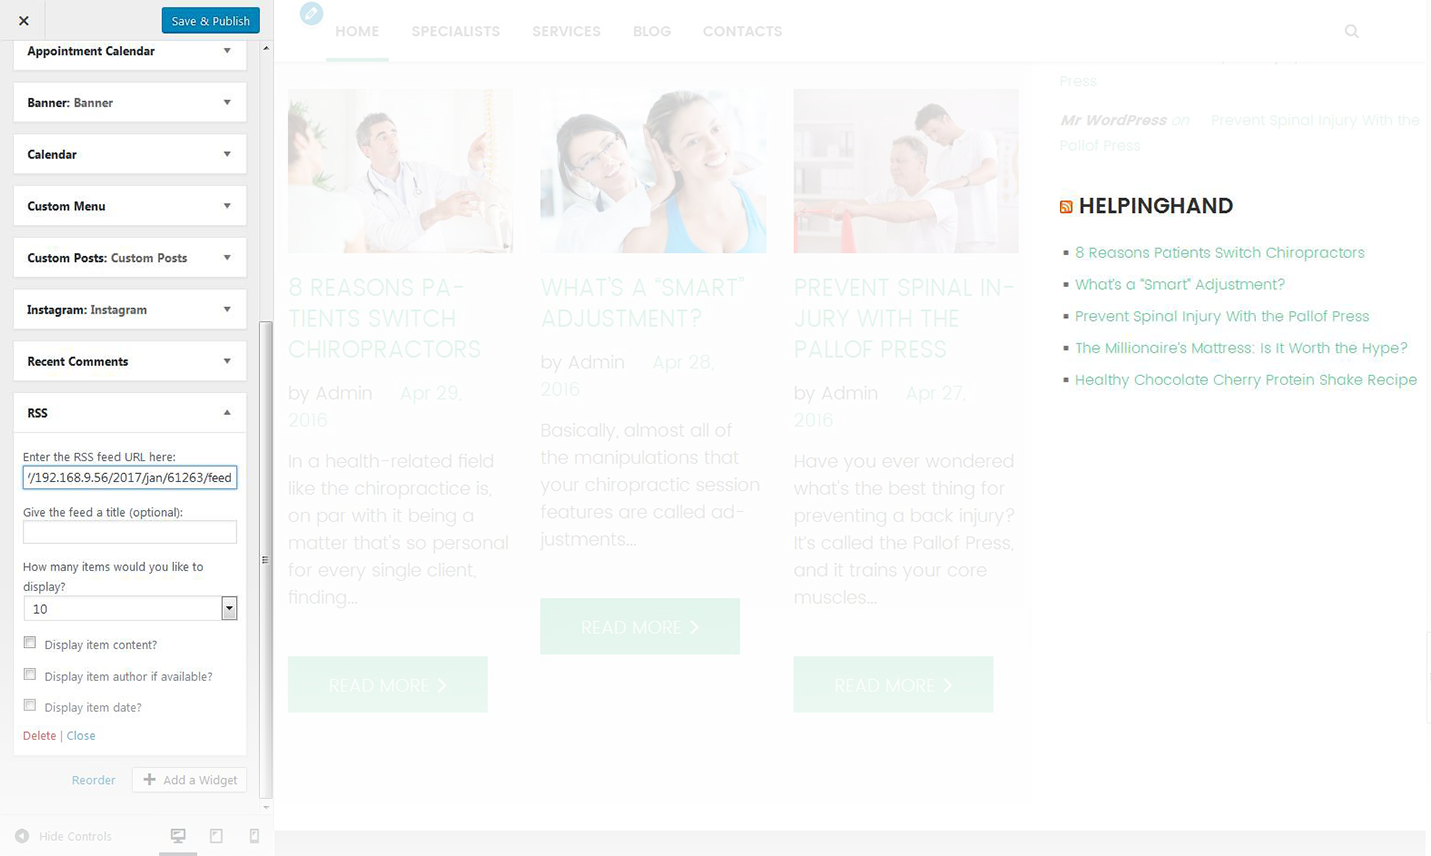 Save & Publish
Appointment Calendar
Banner: Banner
Calendar
Custom Menu
Custom Posts: Custom Posts
Instagram: Instagram
Recent Comments
RSS
Enter the RSS feed URL here:
/192.168.9.56/2017/jan/61263/feed
Give the feed a title (optional):
How many items would you like to
display?
10
Display item content?
Display item author if available?
Display item date?
Delete | Close
Reorder
Add a Widget
Hide Controls
HOME
SPECIALISTS
SERVICES
BLOG
CONTACTS
8 REASONS PA-
TIENTS SWITCH
CHIROPRACTORS
by Admin Apr 29,
2016
In a health-related field
like the chiropractice is,
on par with it being a
matter that's so personal
for every single client,
finding...
READ MORE
WHAT'S A “SMART”
ADJUSTMENT?
by Admin Apr 28,
2016
Basically, almost all of
the manipulations that
your chiropractic session
features are called ad-
justments...
READ MORE
PREVENT SPINAL IN-
JURY WITH THE
PALLOF PRESS
by Admin Apr 27,
2016
Have you ever wondered
what's the best thing for
preventing a back injury?
It's called the Pallof Press,
and it trains your core
muscles...
READ MORE
Press
Mr WordPress on Prevent Spinal Injury With the
Pallof Press
HELPINGHAND
8 Reasons Patients Switch Chiropractors
What's a “Smart” Adjustment?
Prevent Spinal Injury With the Pallof Press
The Millionaire's Mattress: Is It Worth the Hype?
Healthy Chocolate Cherry Protein Shake Recipe